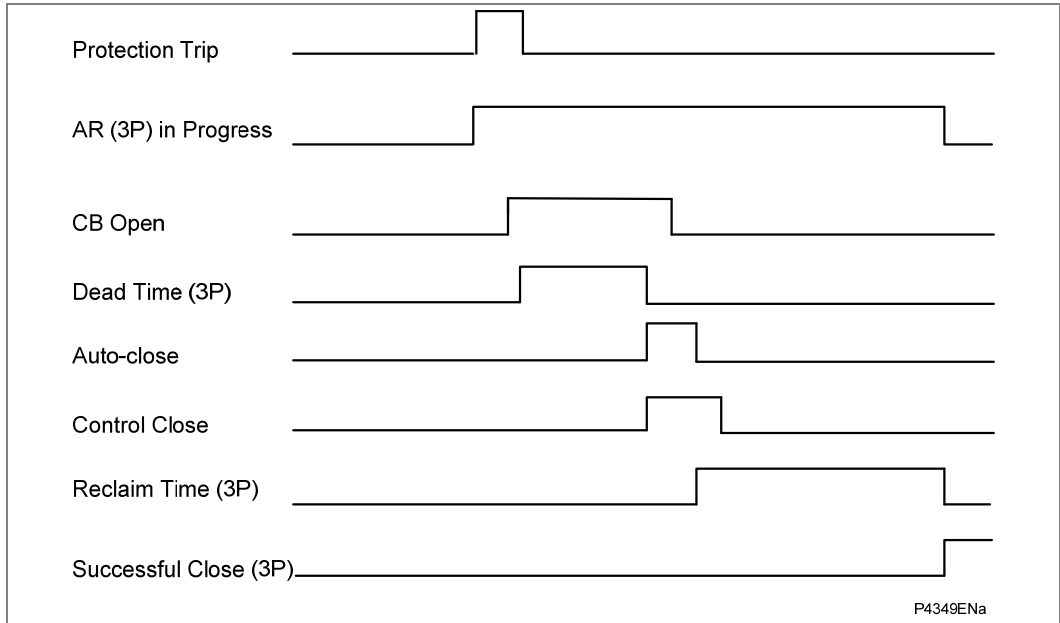 Protection Trip
AR (3P) in Progress
CB Open
Dead Time (3P)
Auto-close
Control Close
Reclaim Time (3P)
Successful Close (3P)
P4349ENa